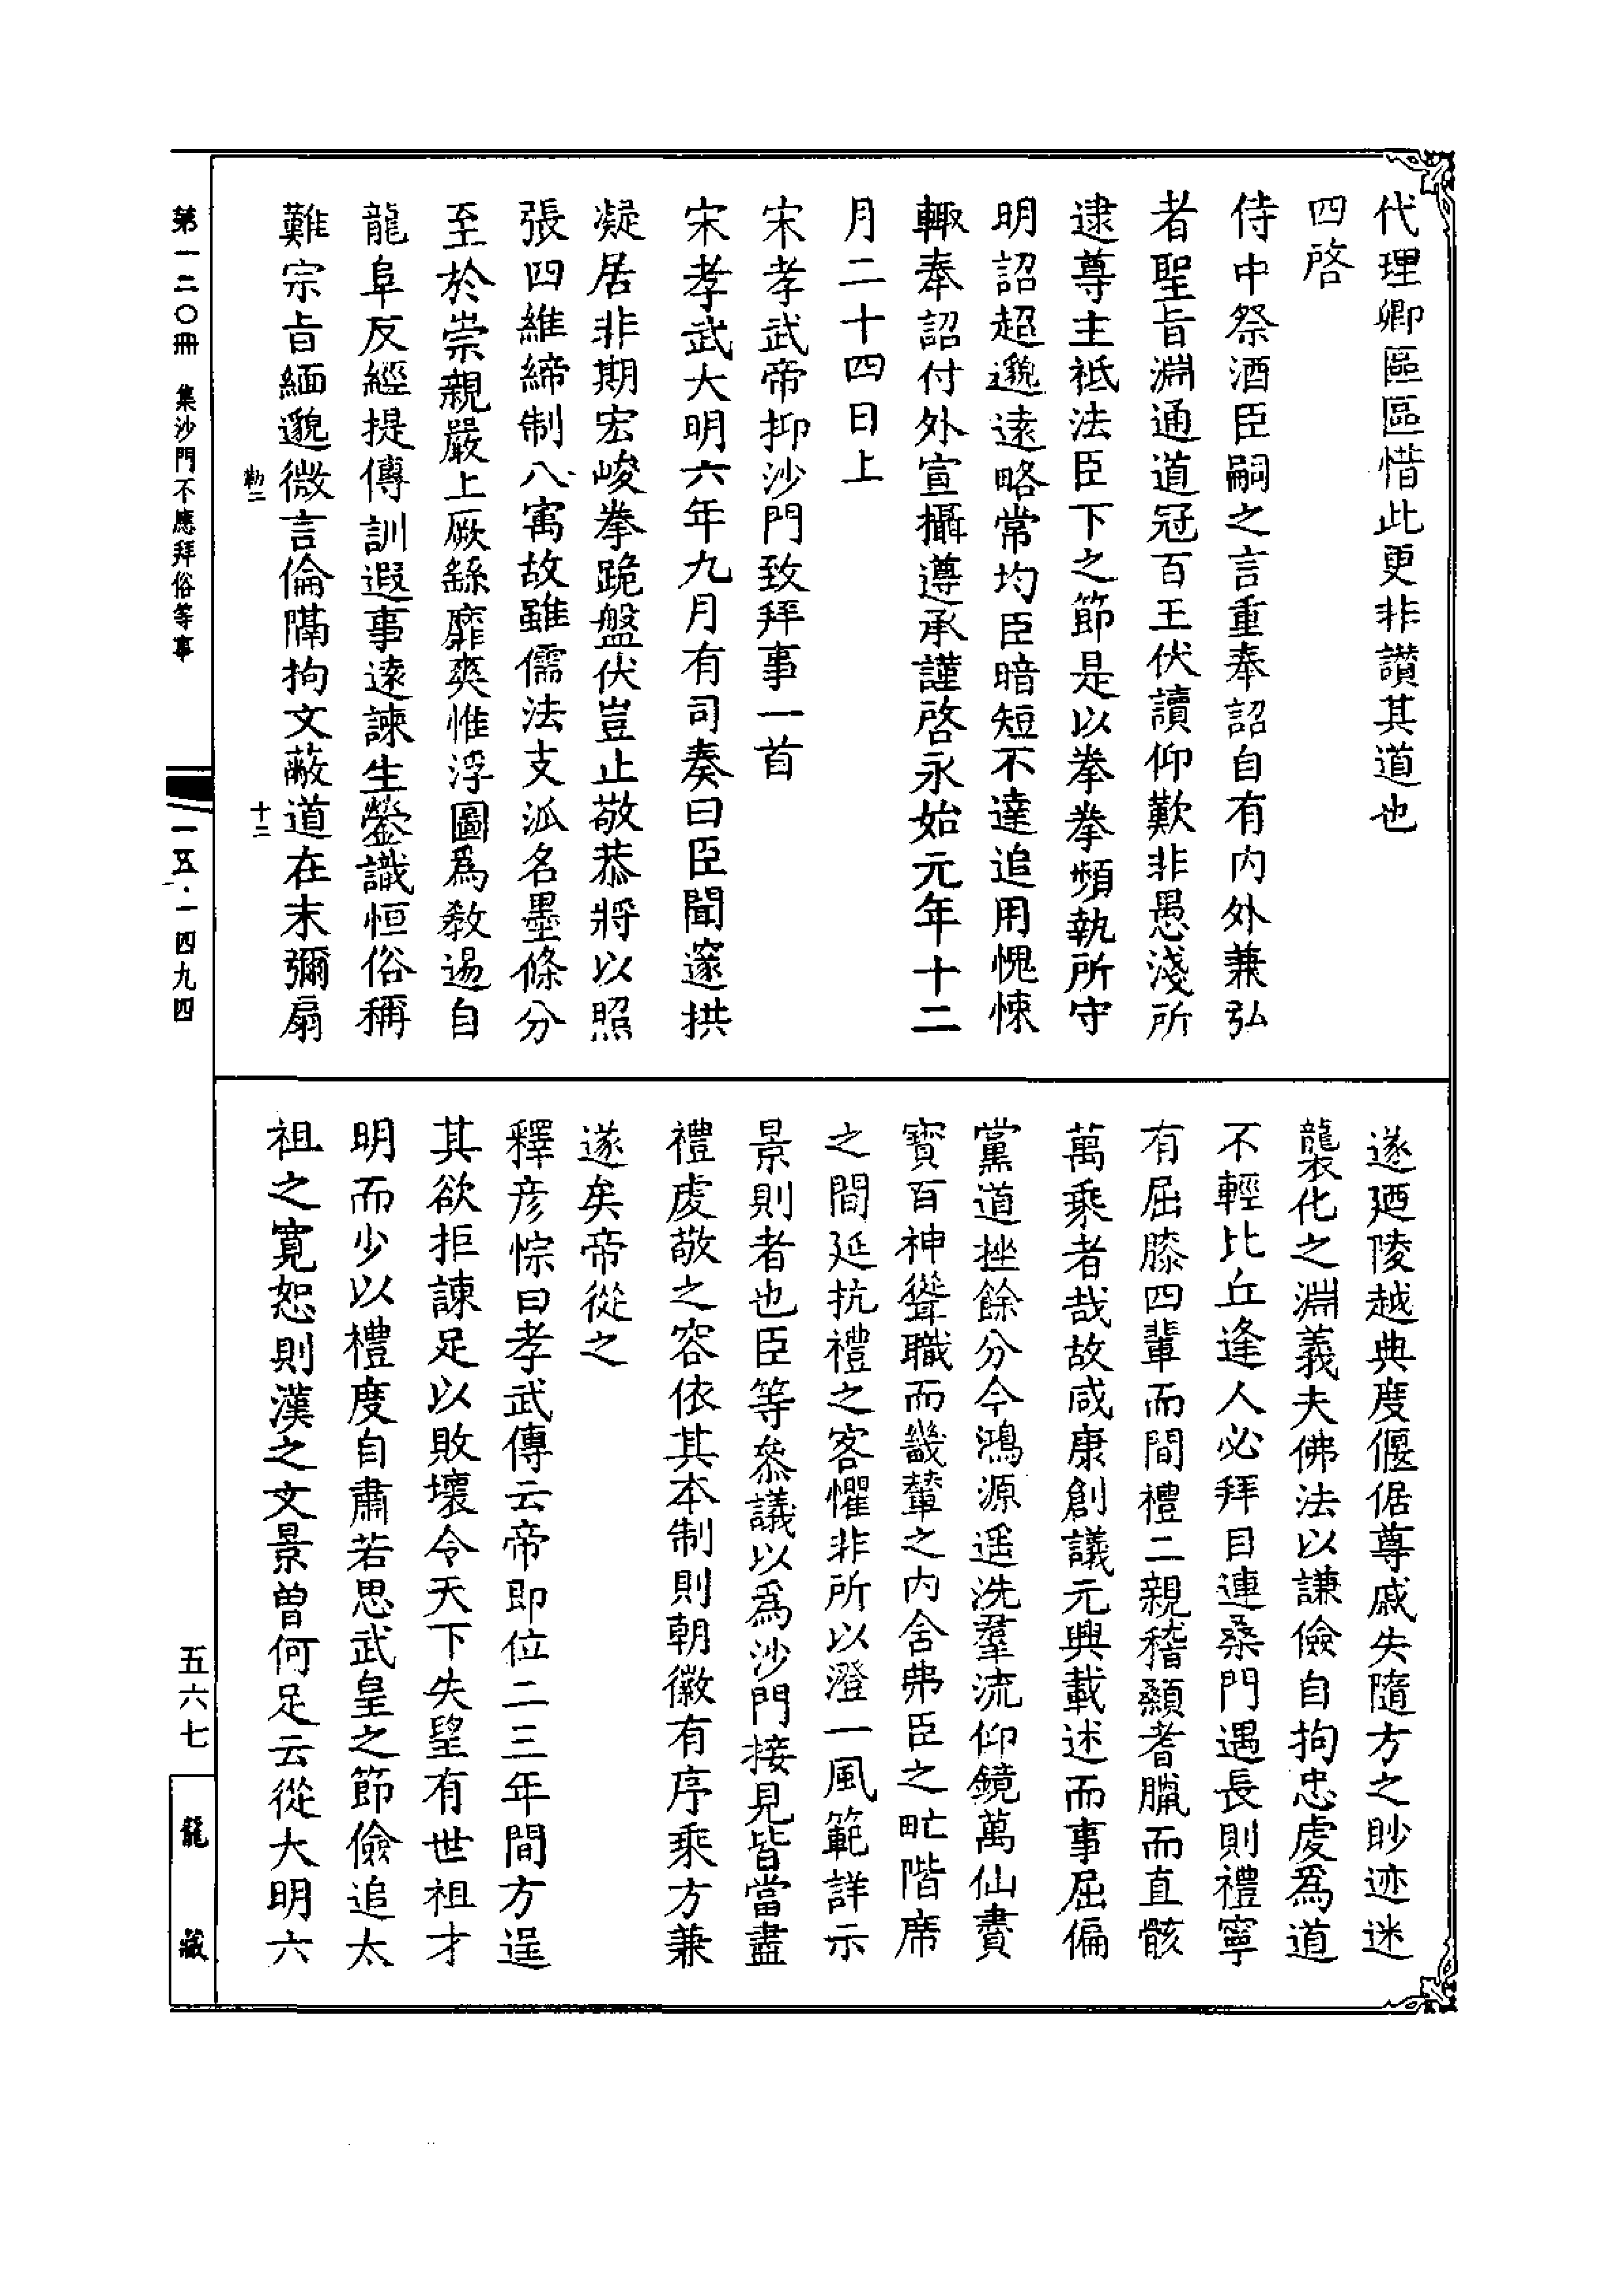 代理卿區區惜此更非讚其道也
四啓
侍中祭酒臣嗣之言重奉詔自有內外兼弘
者聖旨淵通道冠百王伏讀仰歎非愚淺所
逮尊主祗法臣下之節是以拳拳頻執所守
明詔超邈遠略常均臣暗短不達追用愧悚
輙奉詔付外宣攝遵承謹啓永始元年十二
月二十四日上
宋孝武帝抑沙門致拜事一首
宋孝武大明六年九月有司奏曰臣聞邃拱
凝居非期宏峻拳跪盤伏豈止敬恭將以照
張四維締制八寓故雖儒法支泒名墨條分
至於崇親嚴上厥繇靡爽惟浮圖爲教逷自
龍阜反經提傳訓遐事遠諫生鎣識恒俗稱
難宗旨緬邈微言倫隔拘文蔽道在末彌扇
遂廼陵越典度偃倨尊戚失隨方之眇迹迷
襲化之淵義夫佛法以謙儉自拘忠虔爲道
不輕比丘逢人必拜目連桑門遇長則禮寧
有屈膝四輩而間禮二親稽顙耆臘而直骸
萬乘者哉故咸康創議元興載述而事屈偏
黨道挫餘分今鴻源遥洗羣流仰鏡萬仙賮
寳百神聳職而畿輦之內含弗臣之甿階席
之間延抗禮之客懼非所以澄一風範詳示
景則者也臣等叅議以爲沙門接見皆當盡
禮虔敬之容依其本制則朝徽有序乘方兼
遂矣帝從之
釋彦悰曰孝武傳云帝即位二三年間方逞
其欲拒諫足以敗壞令天下失望有世祖才
明而少以禮度自肅若思武皇之節儉追太
祖之寛恕則漢之文景曾何足云從大明六
第一二〇冊 集沙門不應拜俗等事
勒二
十二
一五·一四九四
五六七
龍藏